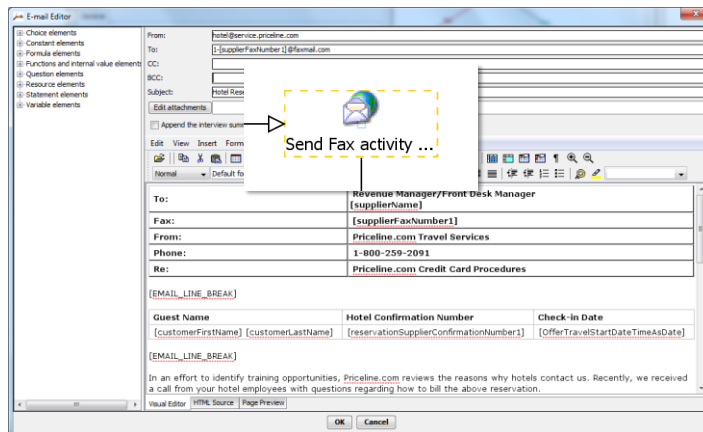 E-mail Editor
Choice elements
Constant elements
Formula elements
Functions and internal value elements
Question elements
Resource elements
Statement elements
Variable elements
From: hotel@service.priceline.com
To: 1-[supplierFaxNumber1]@faxmail.com
CC:
BCC:
Subject: Hotel Rese
Edit attachments
Append the interview summ
Send Fax activity ...
Edit View Insert Form
Normal Default fo
To: Revenue Manager/Front Desk Manager
[supplierName]
Fax: [supplierFaxNumber1]
From: Priceline.com Travel Services
Phone: 1-800-259-2091
Re: Priceline.com Credit Card Procedures
[EMAIL_LINE_BREAK]
Guest Name Hotel Confirmation Number Check-in Date
[customerFirstName] [customerLastName] [reservationSupplierConfirmationNumber1] [OfferTravelStartDateTimeAsDate]
[EMAIL_LINE_BREAK]
In an effort to identify training opportunities, Priceline.com reviews the reasons why hotels contact us. Recently, we received
a call from your hotel employees with questions regarding how to bill the above reservation.
Visual Editor HTML Source Page Preview
OK Cancel